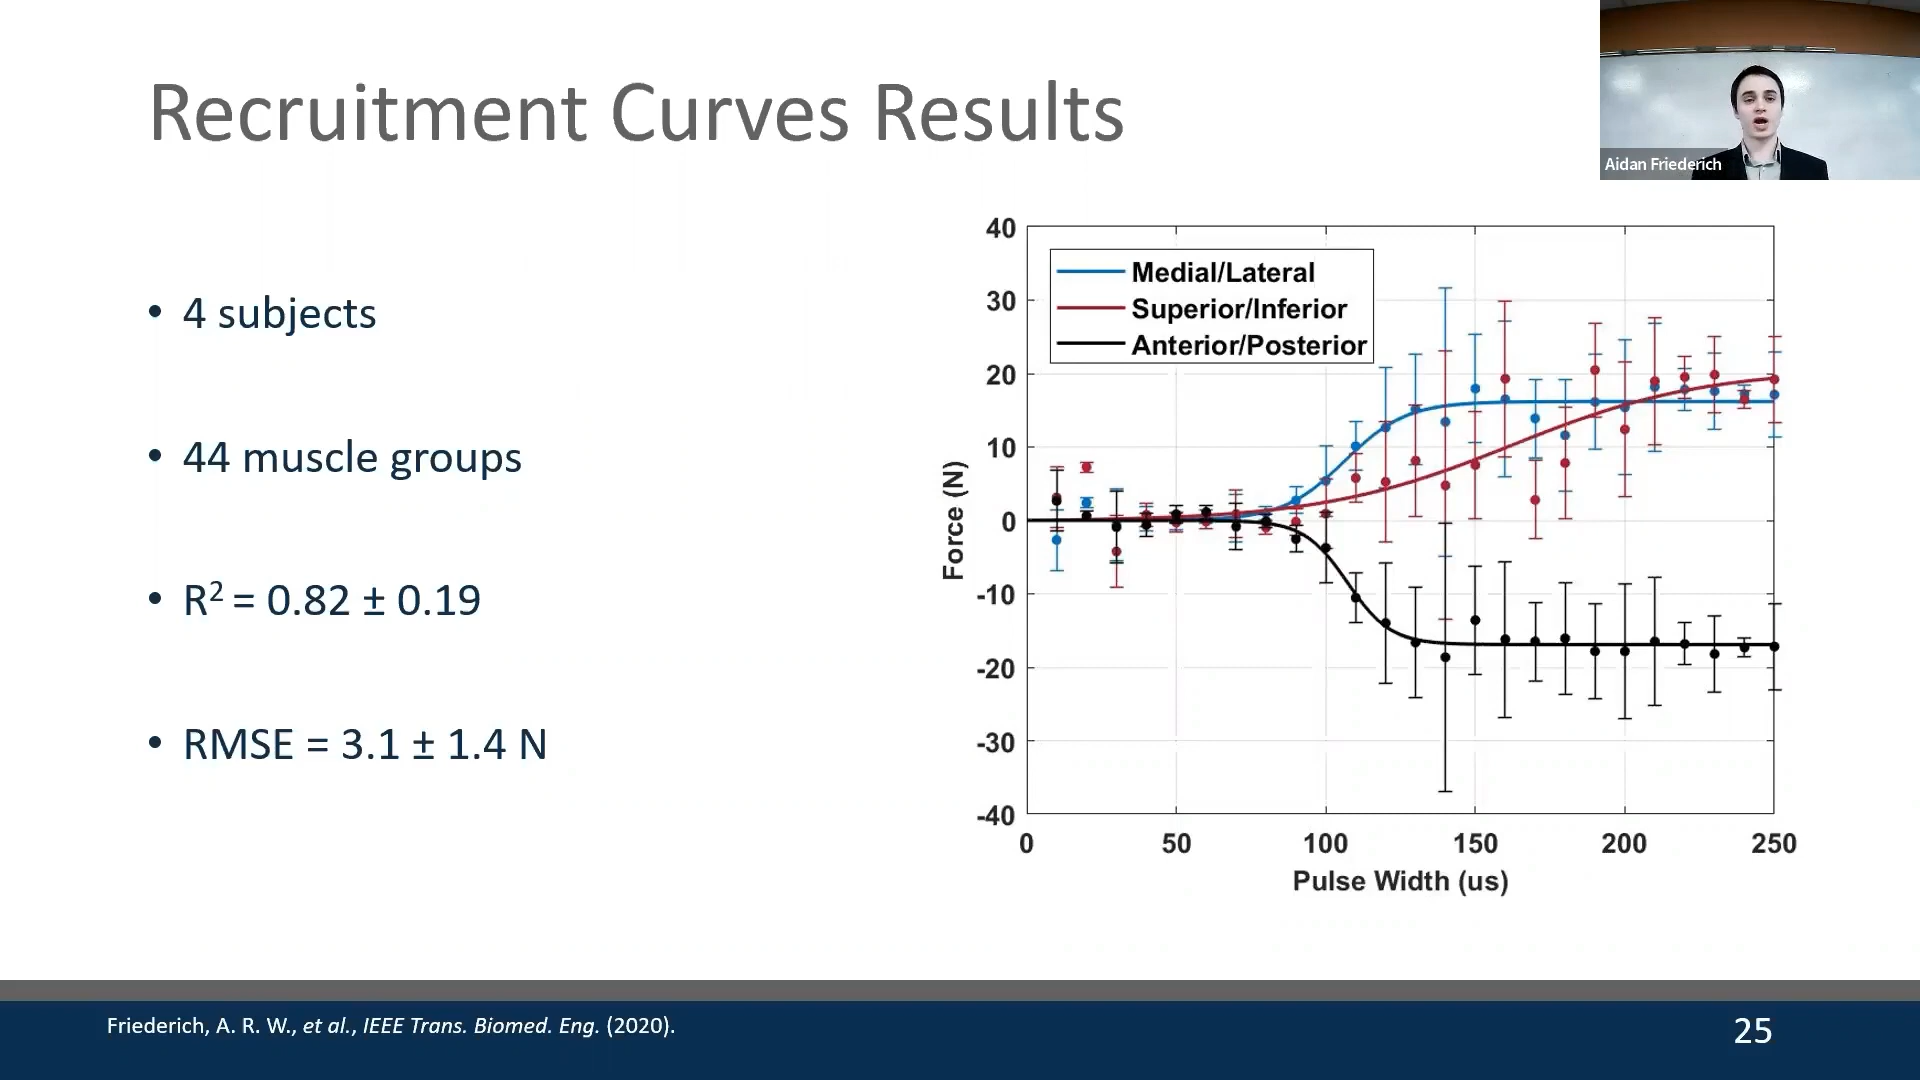 Recruitment Curves Results
Aidan Friederich
• 4 subjects
• 44 muscle groups
• R² = 0.82 ± 0.19
• RMSE = 3.1 ± 1.4 N
Medial/Lateral
Superior/Inferior
Anterior/Posterior
40
30
20
10
0
-10
-20
-30
-40
Force (N)
0 50 100 150 200 250
Pulse Width (us)
Friederich, A. R. W., et al., IEEE Trans. Biomed. Eng. (2020).
25